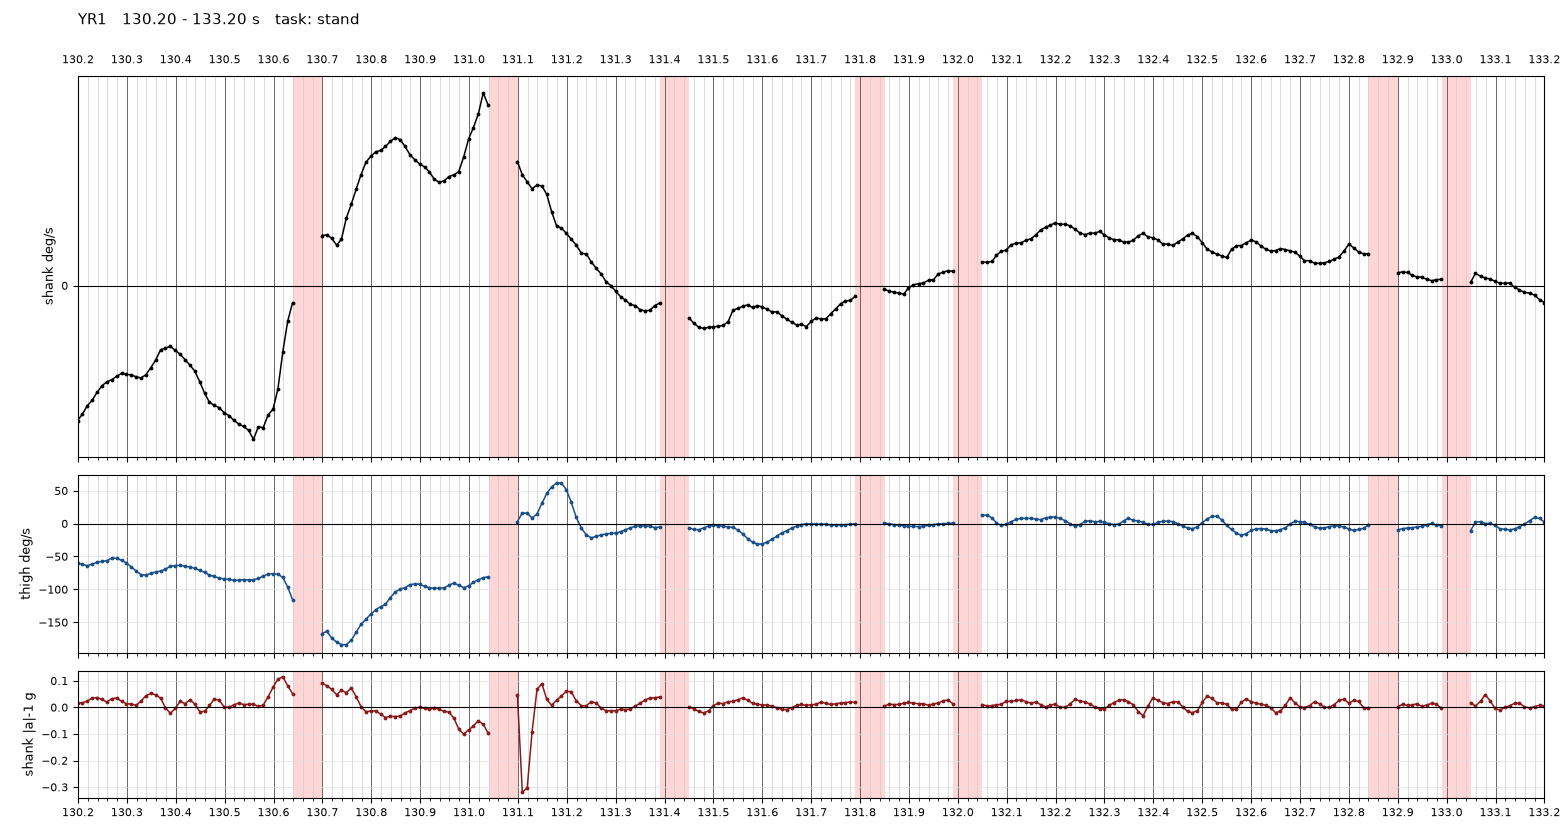 YR1   130.20 - 133.20 s   task: stand
130.2 130.3 130.4 130.5 130.6 130.7 130.8 130.9 131.0 131.1 131.2 131.3 131.4 131.5 131.6 131.7 131.8 131.9 132.0 132.1 132.2 132.3 132.4 132.5 132.6 132.7 132.8 132.9 133.0 133.1 133.2
shank deg/s
0
thigh deg/s
50
0
−50
−100
−150
shank |a|-1 g
0.1
0.0
−0.1
−0.2
−0.3
130.2 130.3 130.4 130.5 130.6 130.7 130.8 130.9 131.0 131.1 131.2 131.3 131.4 131.5 131.6 131.7 131.8 131.9 132.0 132.1 132.2 132.3 132.4 132.5 132.6 132.7 132.8 132.9 133.0 133.1 133.2